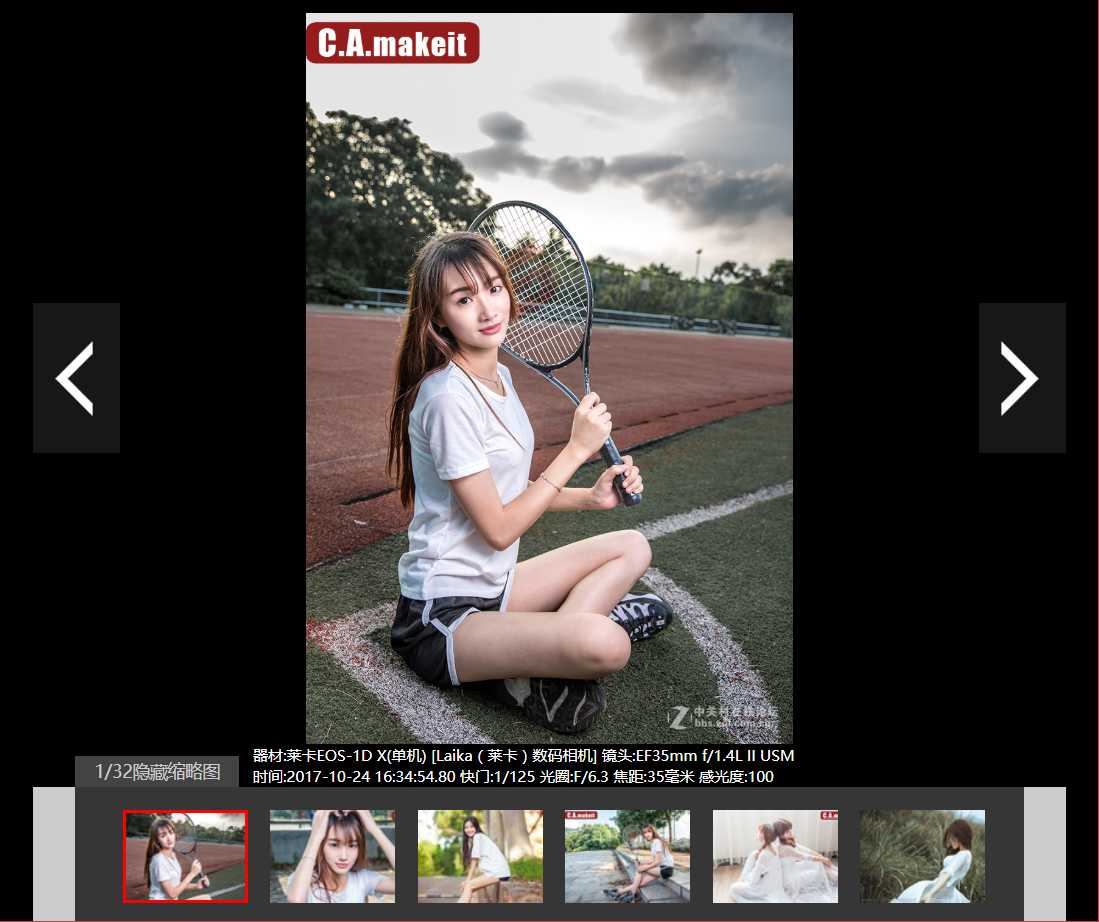 C.A.makeit
中关村在线论坛
bbs.zol.com.cn
器材:莱卡EOS-1D X(单机) [Laika ( 莱卡 ) 数码相机] 镜头:EF35mm f/1.4L II USM
1/32隐藏缩略图
时间:2017-10-24 16:34:54.80 快门:1/125 光圈:F/6.3 焦距:35毫米 感光度:100
C.A.makeit